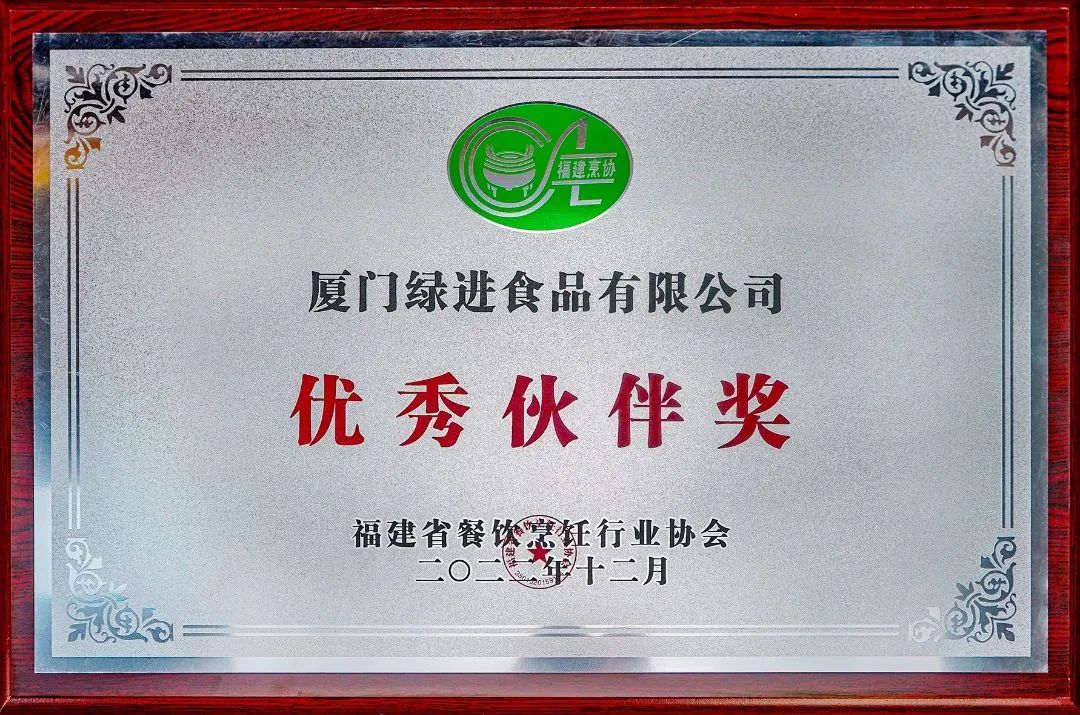 福建烹协
厦门绿进食品有限公司
优秀伙伴奖
福建省餐饮烹饪行业协会
二〇二二年十二月